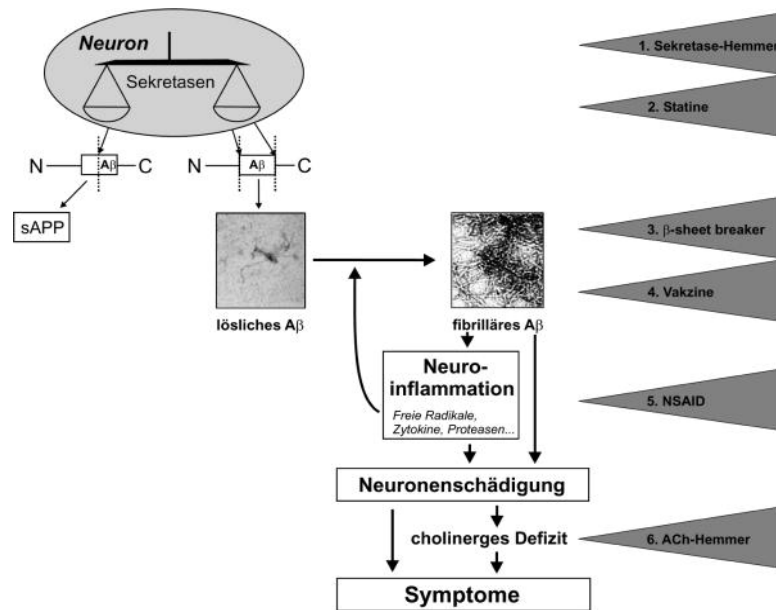 Neuron
Sekretasen
N
Aβ
C
N
Aβ
C
sAPP
lösliches Aβ
fibrilläres Aβ
Neuro-
inflammation
Freie Radikale,
Zytokine, Proteasen...
Neuronenschädigung
cholinerges Defizit
Symptome
1. Sekretase-Hemmer
2. Statine
3. β-sheet breaker
4. Vakzine
5. NSAID
6. ACh-Hemmer